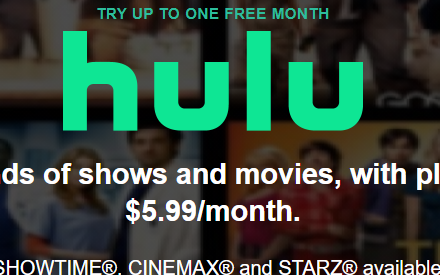 TRY UP TO ONE FREE MONTH
hulu
ds of shows and movies, with pl
$5.99/month.
SHOWTIME®, CINEMAX® and STARZ® available